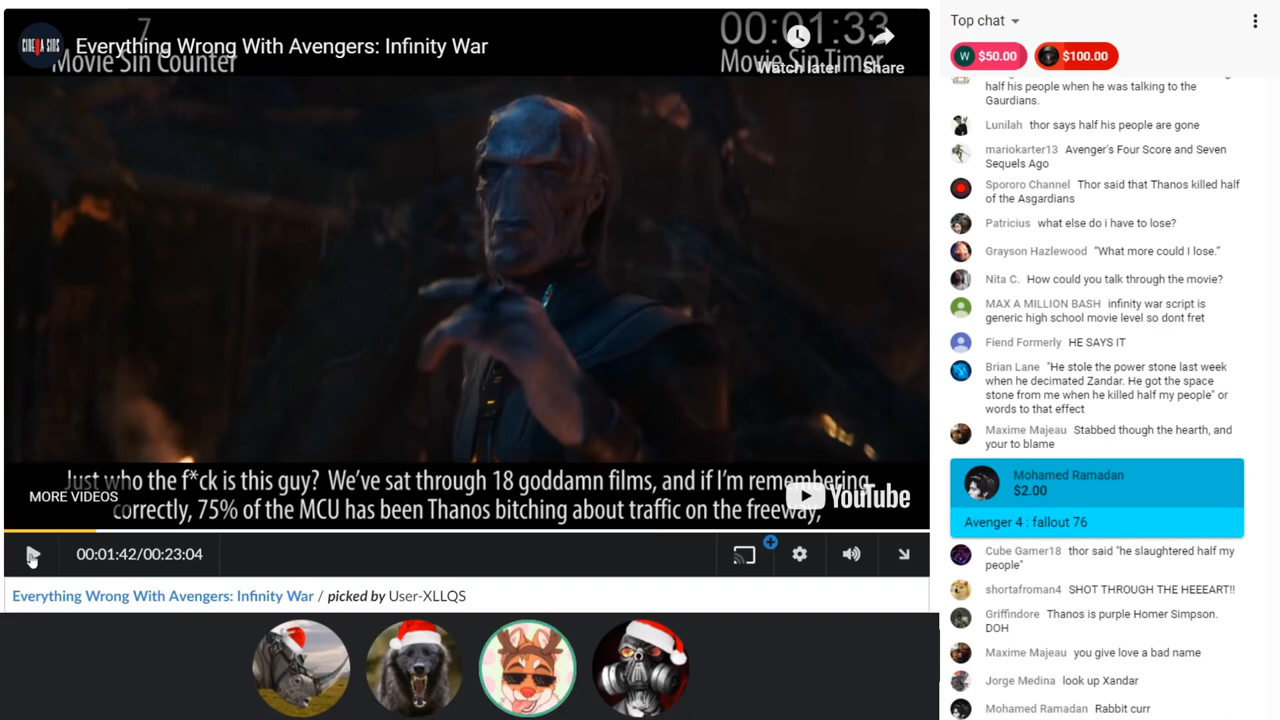 7
Movie Sin Counter
CINEMA SINS
Everything Wrong With Avengers: Infinity War
00:01:33
Movie Sin Timer
Watch later
Share
Just who the f*ck is this guy? We've sat through 18 goddamn films, and if I'm remembering
correctly, 75% of the MCU has been Thanos bitching about traffic on the freeway,
MORE VIDEOS
YouTube
00:01:42/00:23:04
Everything Wrong With Avengers: Infinity War / picked by User-XLLQS
Top chat
W $50.00
$100.00
half his people when he was talking to the
Gaurdians.
Lunilah thor says half his people are gone
mariokarter13 Avenger's Four Score and Seven
Sequels Ago
Spororo Channel Thor said that Thanos killed half
of the Asgardians
Patricius what else do i have to lose?
Grayson Hazlewood "What more could I lose."
Nita C. How could you talk through the movie?
MAX A MILLION BASH infinity war script is
generic high school movie level so dont fret
Fiend Formerly HE SAYS IT
Brian Lane "He stole the power stone last week
when he decimated Zandar. He got the space
stone from me when he killed half my people" or
words to that effect
Maxime Majeau Stabbed though the hearth, and
your to blame
Mohamed Ramadan
$2.00
Avenger 4 : fallout 76
Cube Gamer18 thor said "he slaughtered half my
people"
shortafroman4 SHOT THROUGH THE HEEEART!!
Griffindore Thanos is purple Homer Simpson.
DOH
Maxime Majeau you give love a bad name
Jorge Medina look up Xandar
Mohamed Ramadan Rabbit curr